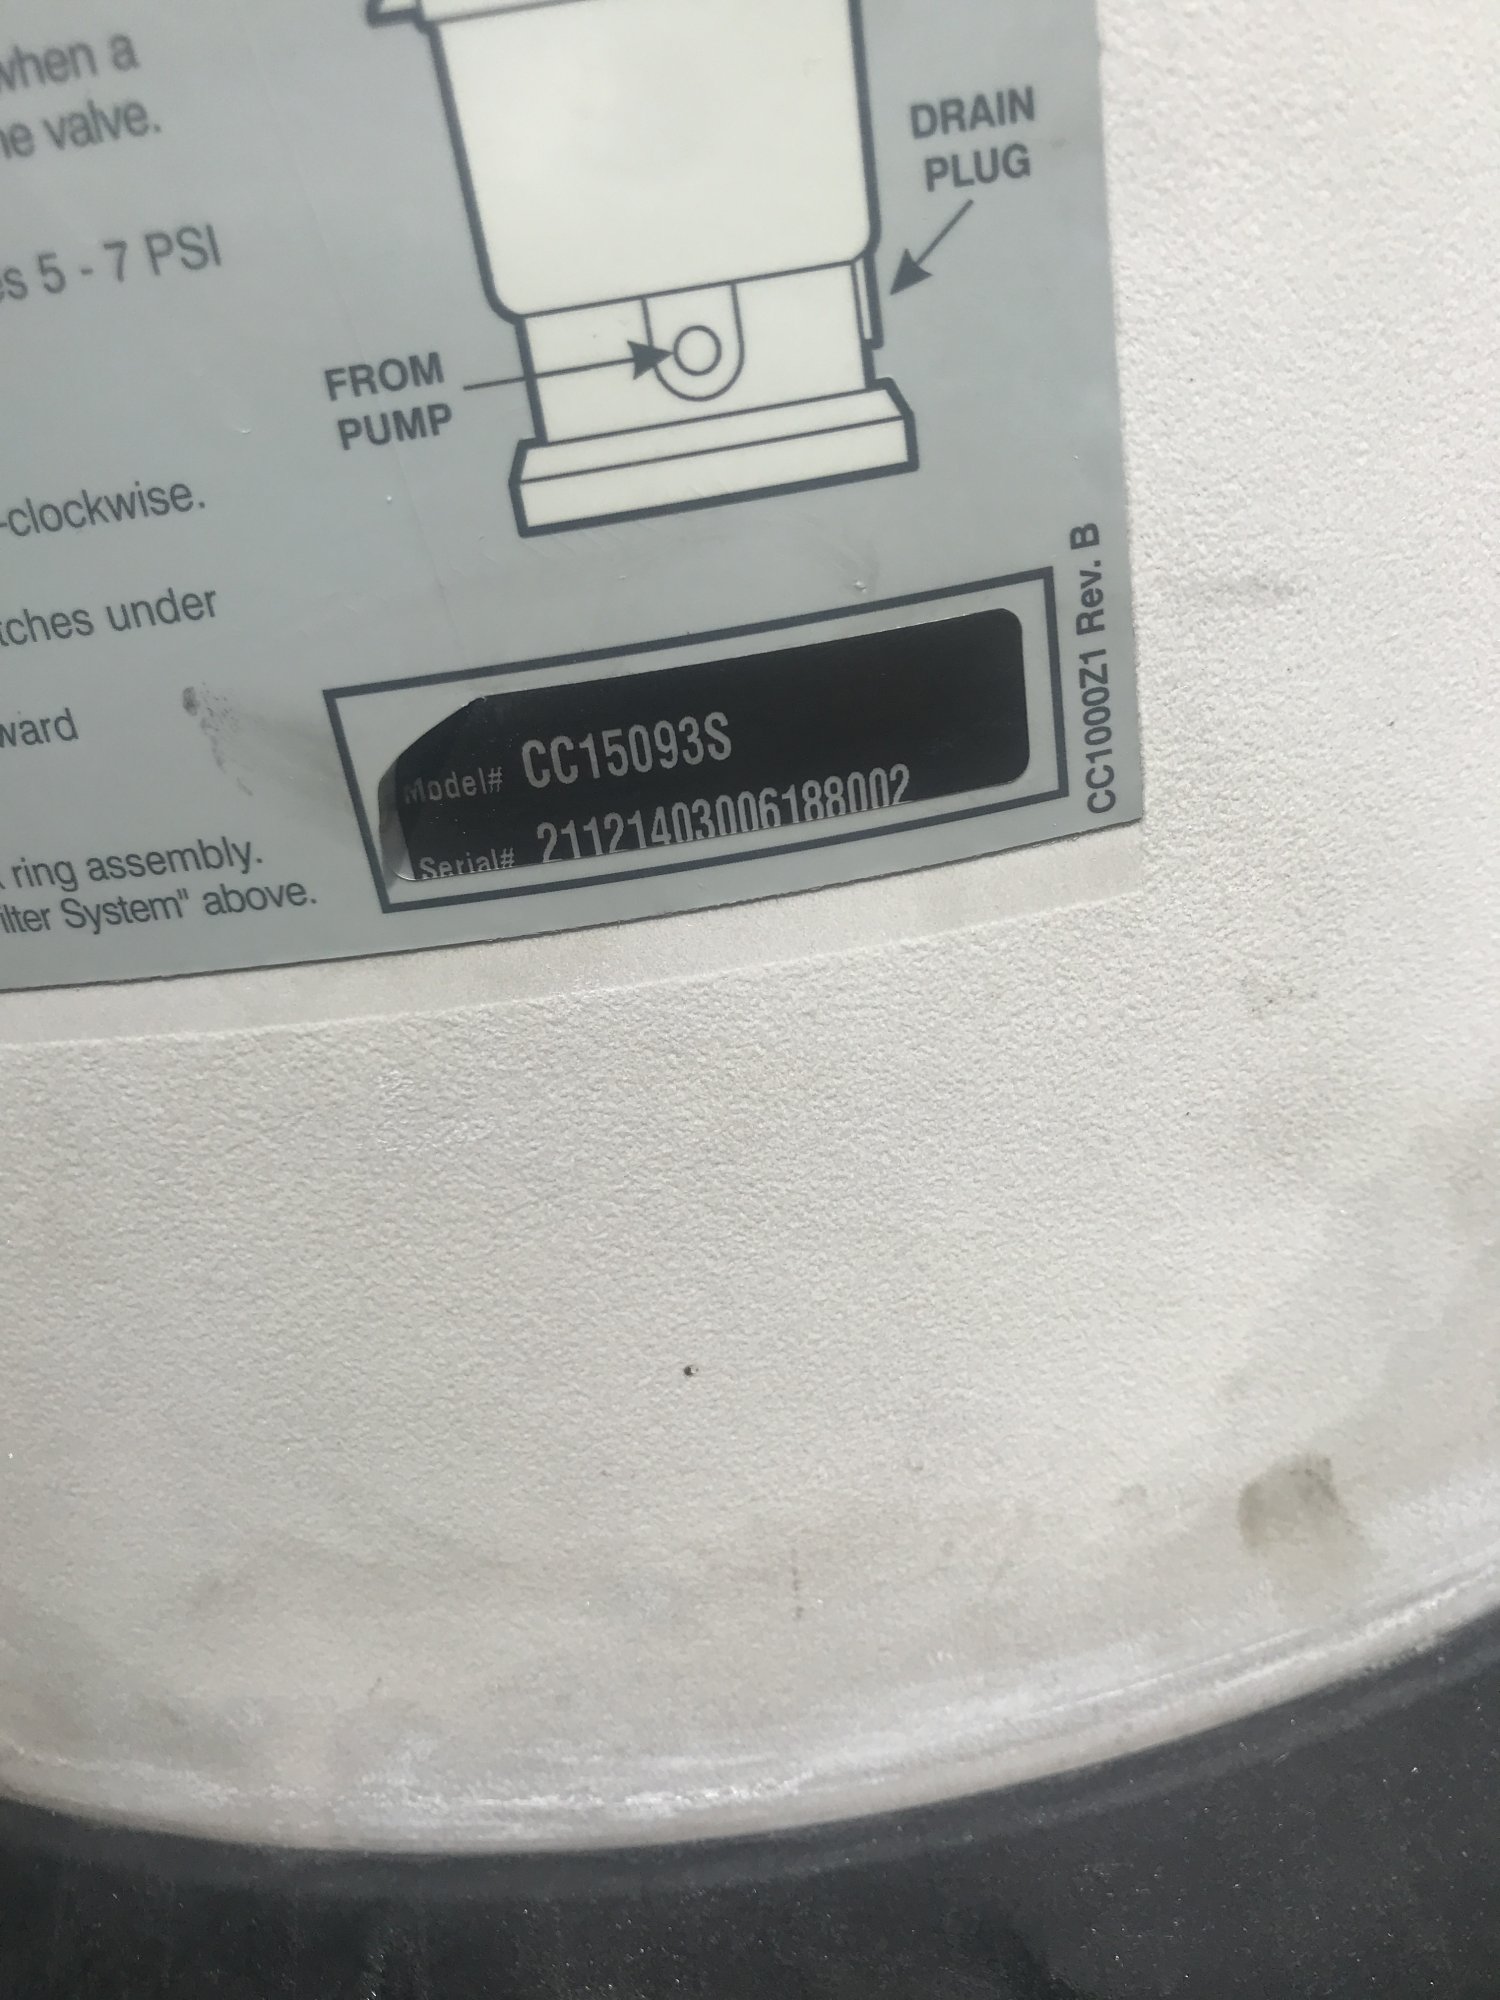 when a
valve.
5 - 7 PSI
DRAIN
PLUG
FROM
PUMP
-clockwise.
under
ring assembly.
System" above.
Model# CC15093S
Serial# 21121403006188002
CC1000Z1 Rev. B